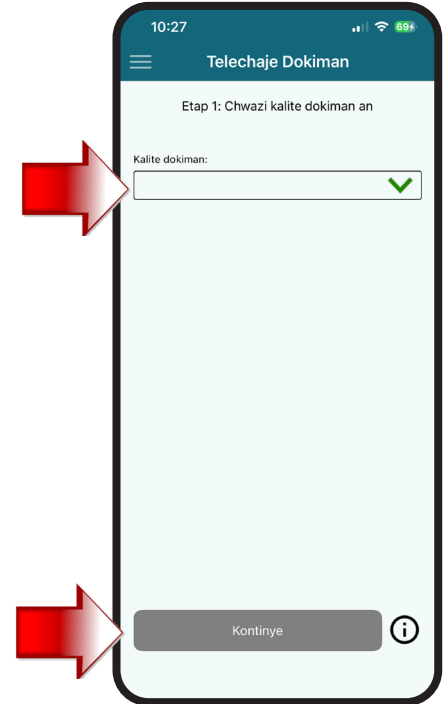 10:27
69
Telechaje Dokiman
Etap 1: Chwazi kalite dokiman an
Kalite dokiman:
Kontinye